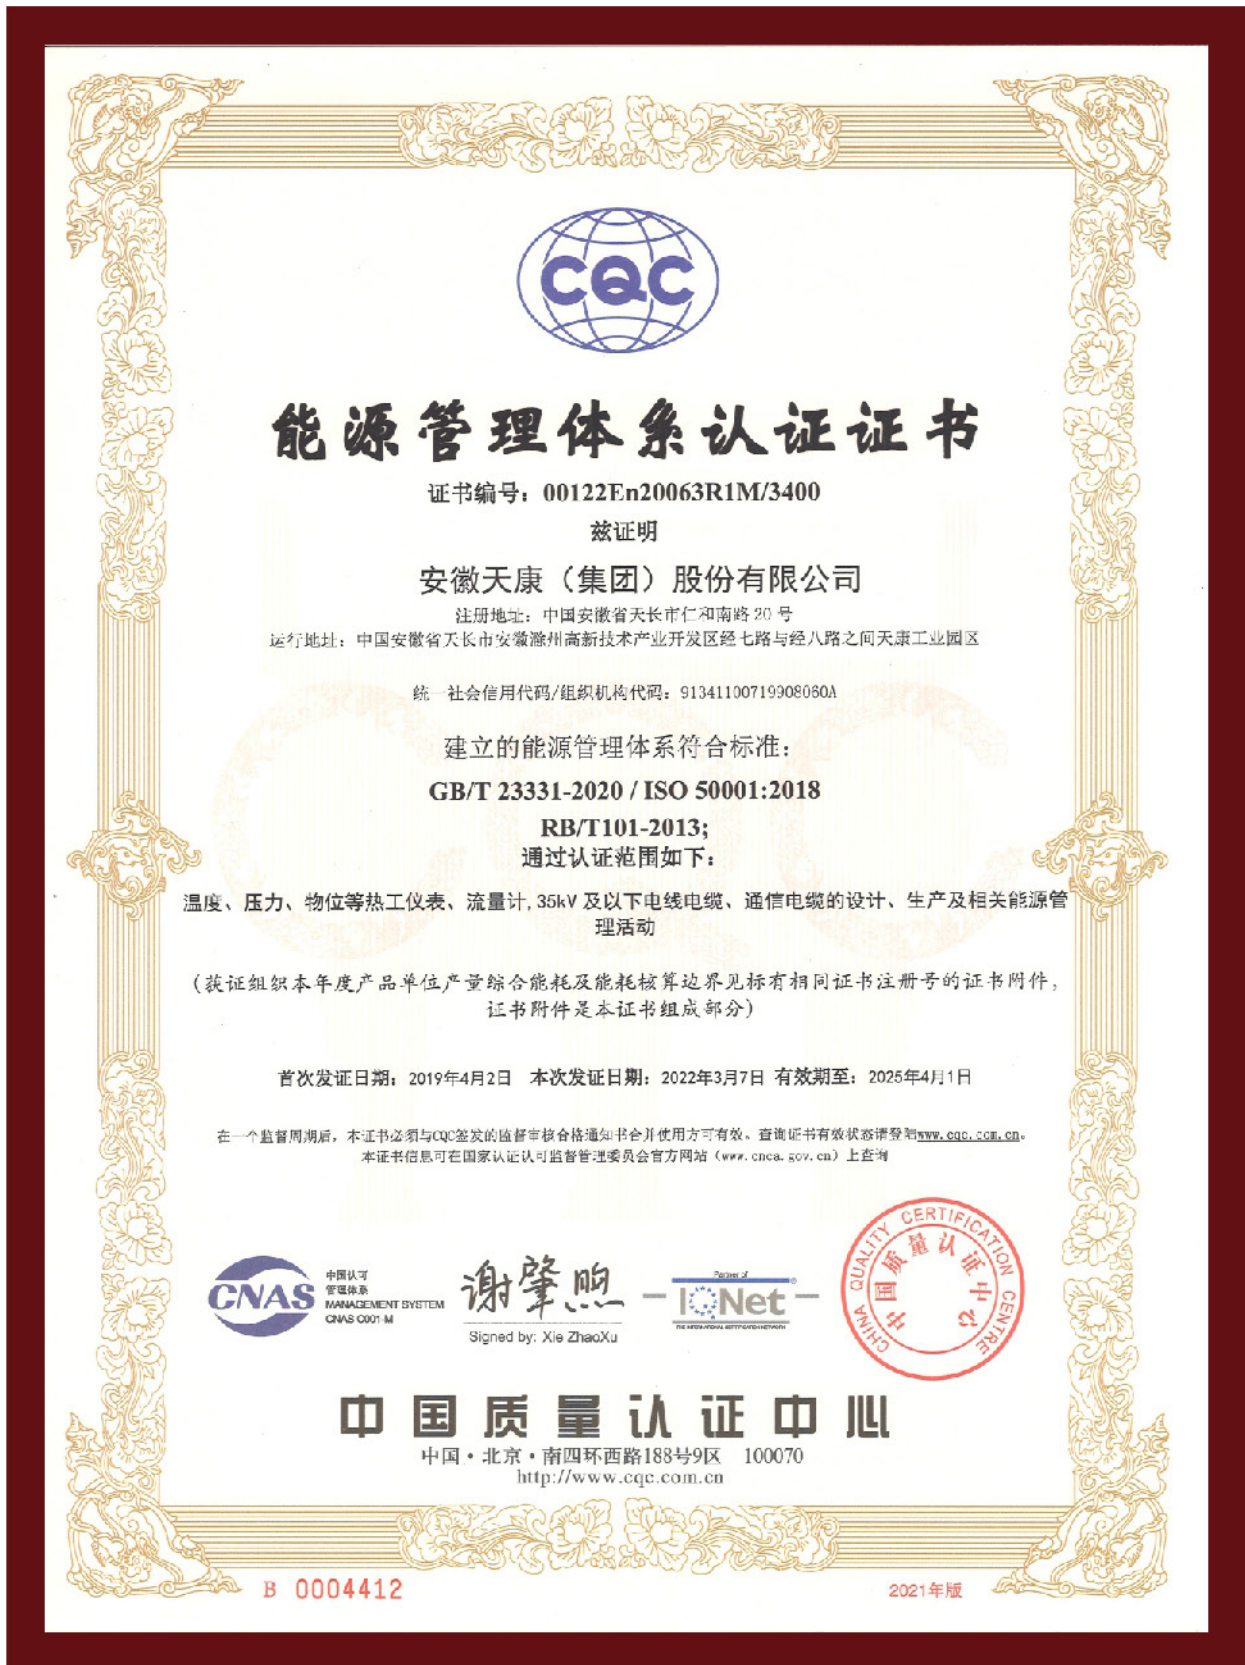 CQC
能源管理体系认证证书
证书编号：00122En20063R1M/3400
兹证明
安徽天康（集团）股份有限公司
注册地址：中国安徽省天长市仁和南路 20 号
运行地址：中国安徽省天长市安徽滁州高新技术产业开发区经七路与经八路之间天康工业园区
统一社会信用代码/组织机构代码：91341100719908060A
建立的能源管理体系符合标准：
GB/T 23331-2020 / ISO 50001:2018
RB/T101-2013;
通过认证范围如下：
温度、压力、物位等热工仪表、流量计, 35kV 及以下电线电缆、通信电缆的设计、生产及相关能源管
理活动
（获证组织本年度产品单位产量综合能耗及能耗核算边界见标有相同证书注册号的证书附件，
证书附件是本证书组成部分）
首次发证日期：2019年4月2日 本次发证日期：2022年3月7日 有效期至：2025年4月1日
在一个监督周期后，本证书必须与CQC签发的监督审核合格通知书合并使用方可有效。查询证书有效状态请登陆www.cqc.com.cn。
本证书信息可在国家认证认可监督管理委员会官方网站（www.cnca.gov.cn）上查询
CNAS
中国认可
管理体系
MANAGEMENT SYSTEM
CNAS C001-M
谢肇煦
Signed by: Xie ZhaoXu
Partner of
IQNet
THE INTERNATIONAL CERTIFICATION NETWORK
CHINA QUALITY CERTIFICATION CENTRE
中国质量认证中心
中国质量认证中心
中国·北京·南四环西路188号9区 100070
http://www.cqc.com.cn
B 0004412
2021年版